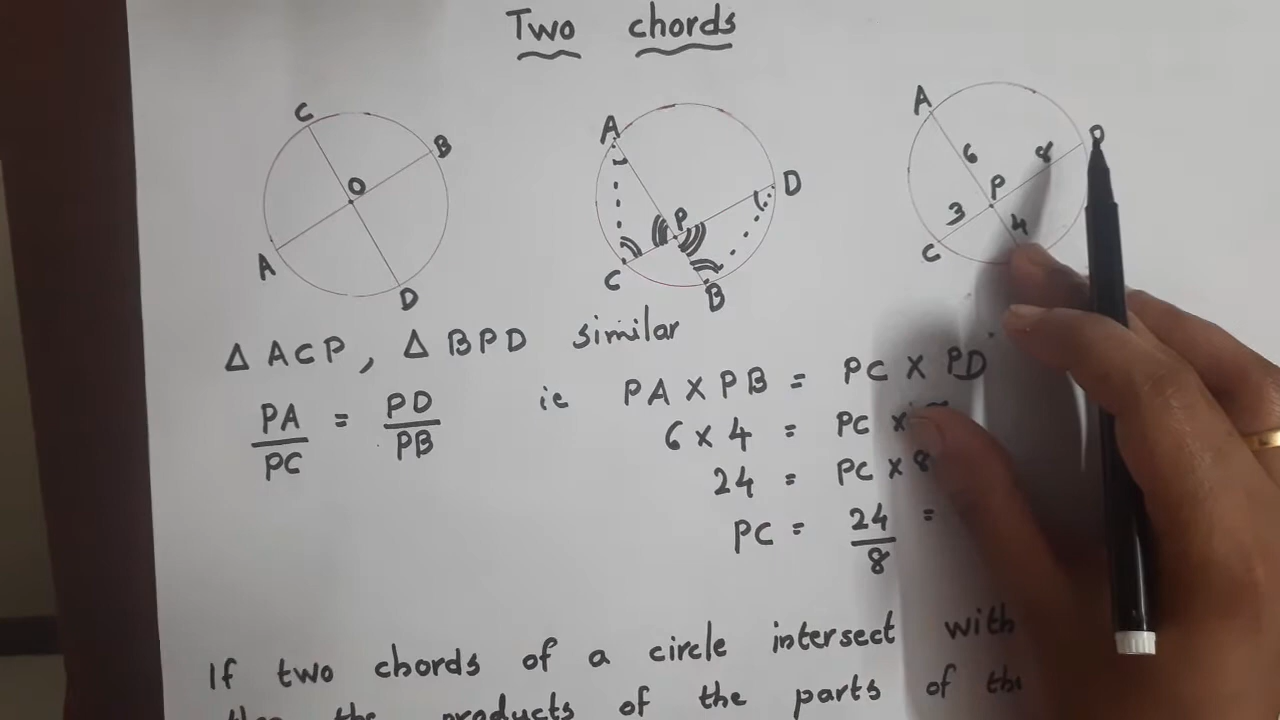 Two chords
C
B
O
A
D
A
D
P
C
B
A
6
8
P
3
4
C
Δ ACP, Δ BPD similar
PA/PC = PD/PB
ie PA X PB = PC X PD
6 X 4 = PC X
24 = PC X 8
PC = 24/8 =
If two chords of a circle intersect with
the products of the parts of